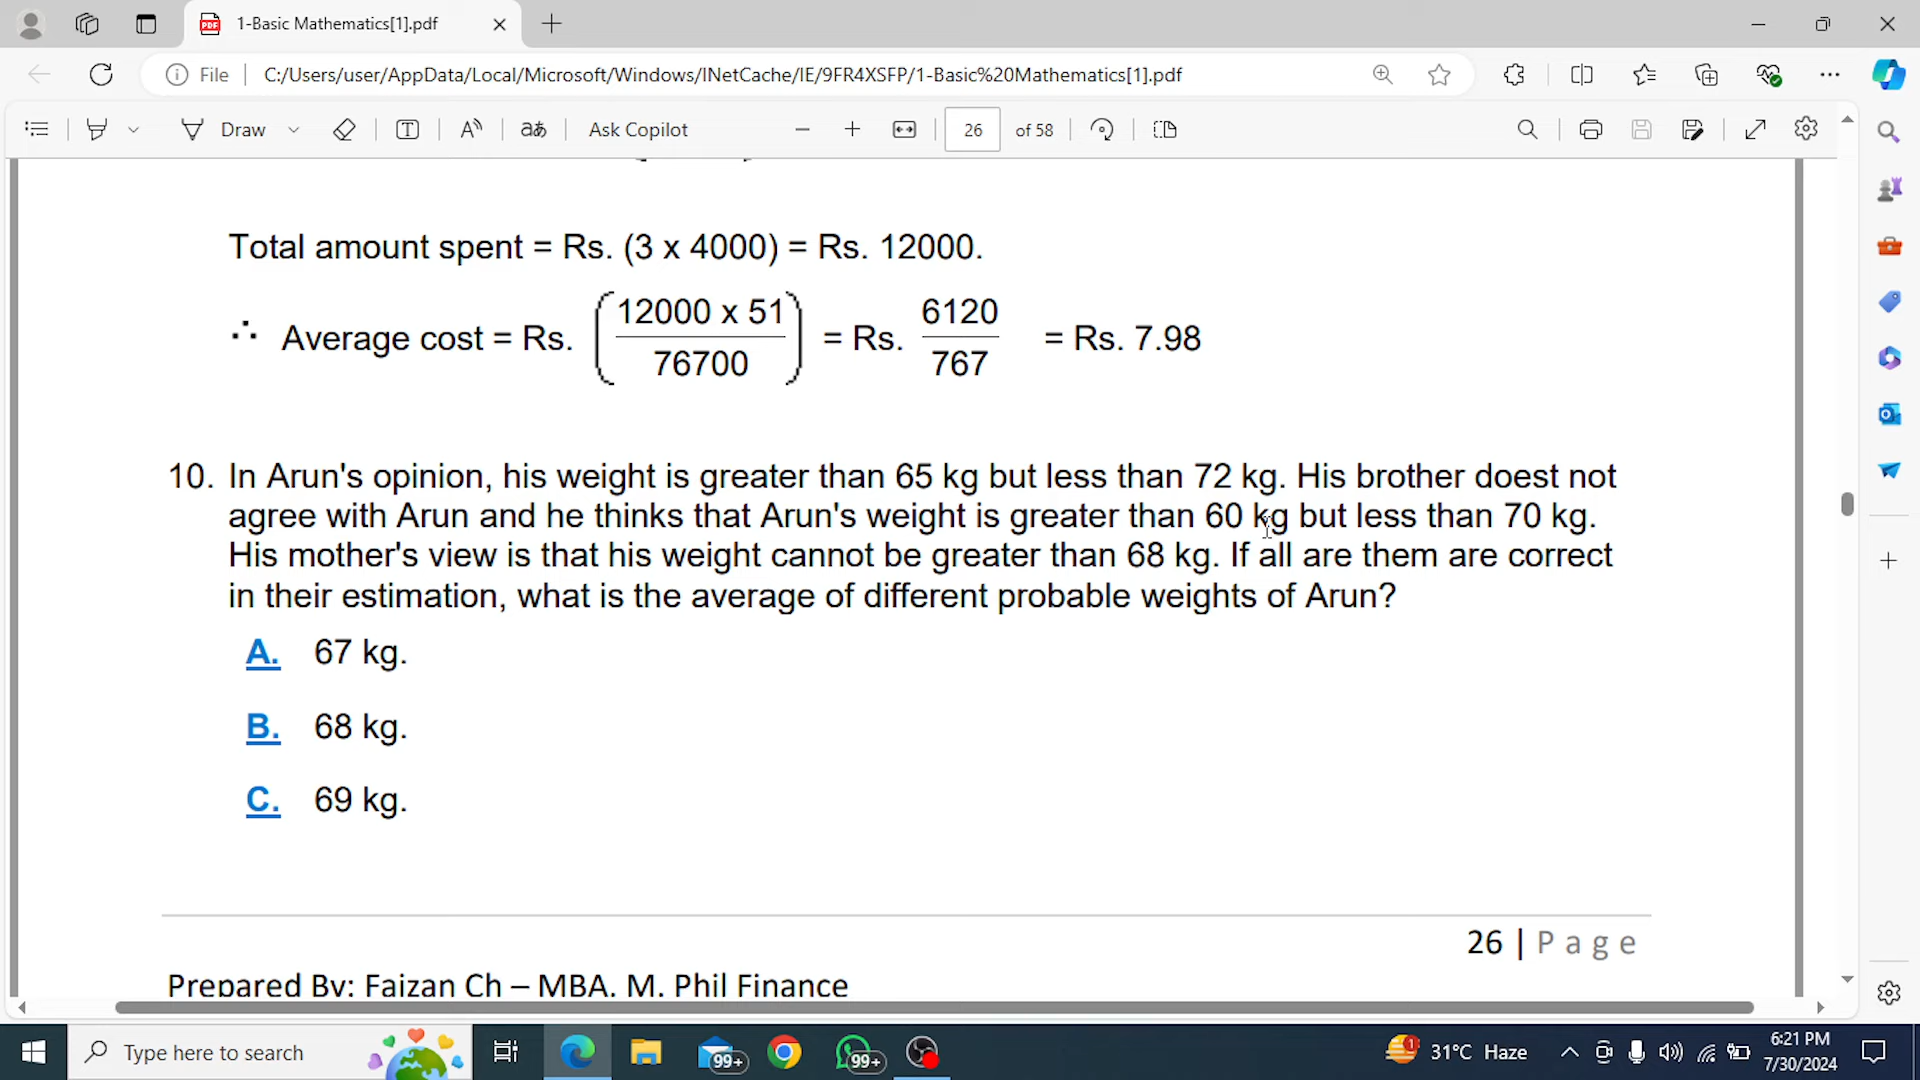 1-Basic Mathematics[1].pdf
File
C:/Users/user/AppData/Local/Microsoft/Windows/INetCache/IE/9FR4XSFP/1-Basic%20Mathematics[1].pdf
Draw
aあ
Ask Copilot
26 of 58
Total amount spent = Rs. (3 x 4000) = Rs. 12000.
∴ Average cost = Rs. (12000 x 51 / 76700) = Rs. 6120 / 767 = Rs. 7.98
10. In Arun's opinion, his weight is greater than 65 kg but less than 72 kg. His brother doest not
agree with Arun and he thinks that Arun's weight is greater than 60 kg but less than 70 kg.
His mother's view is that his weight cannot be greater than 68 kg. If all are them are correct
in their estimation, what is the average of different probable weights of Arun?
A. 67 kg.
B. 68 kg.
C. 69 kg.
26 | Page
Prepared By: Faizan Ch – MBA. M. Phil Finance
Type here to search
99+
99+
1
31°C Haze
6:21 PM
7/30/2024